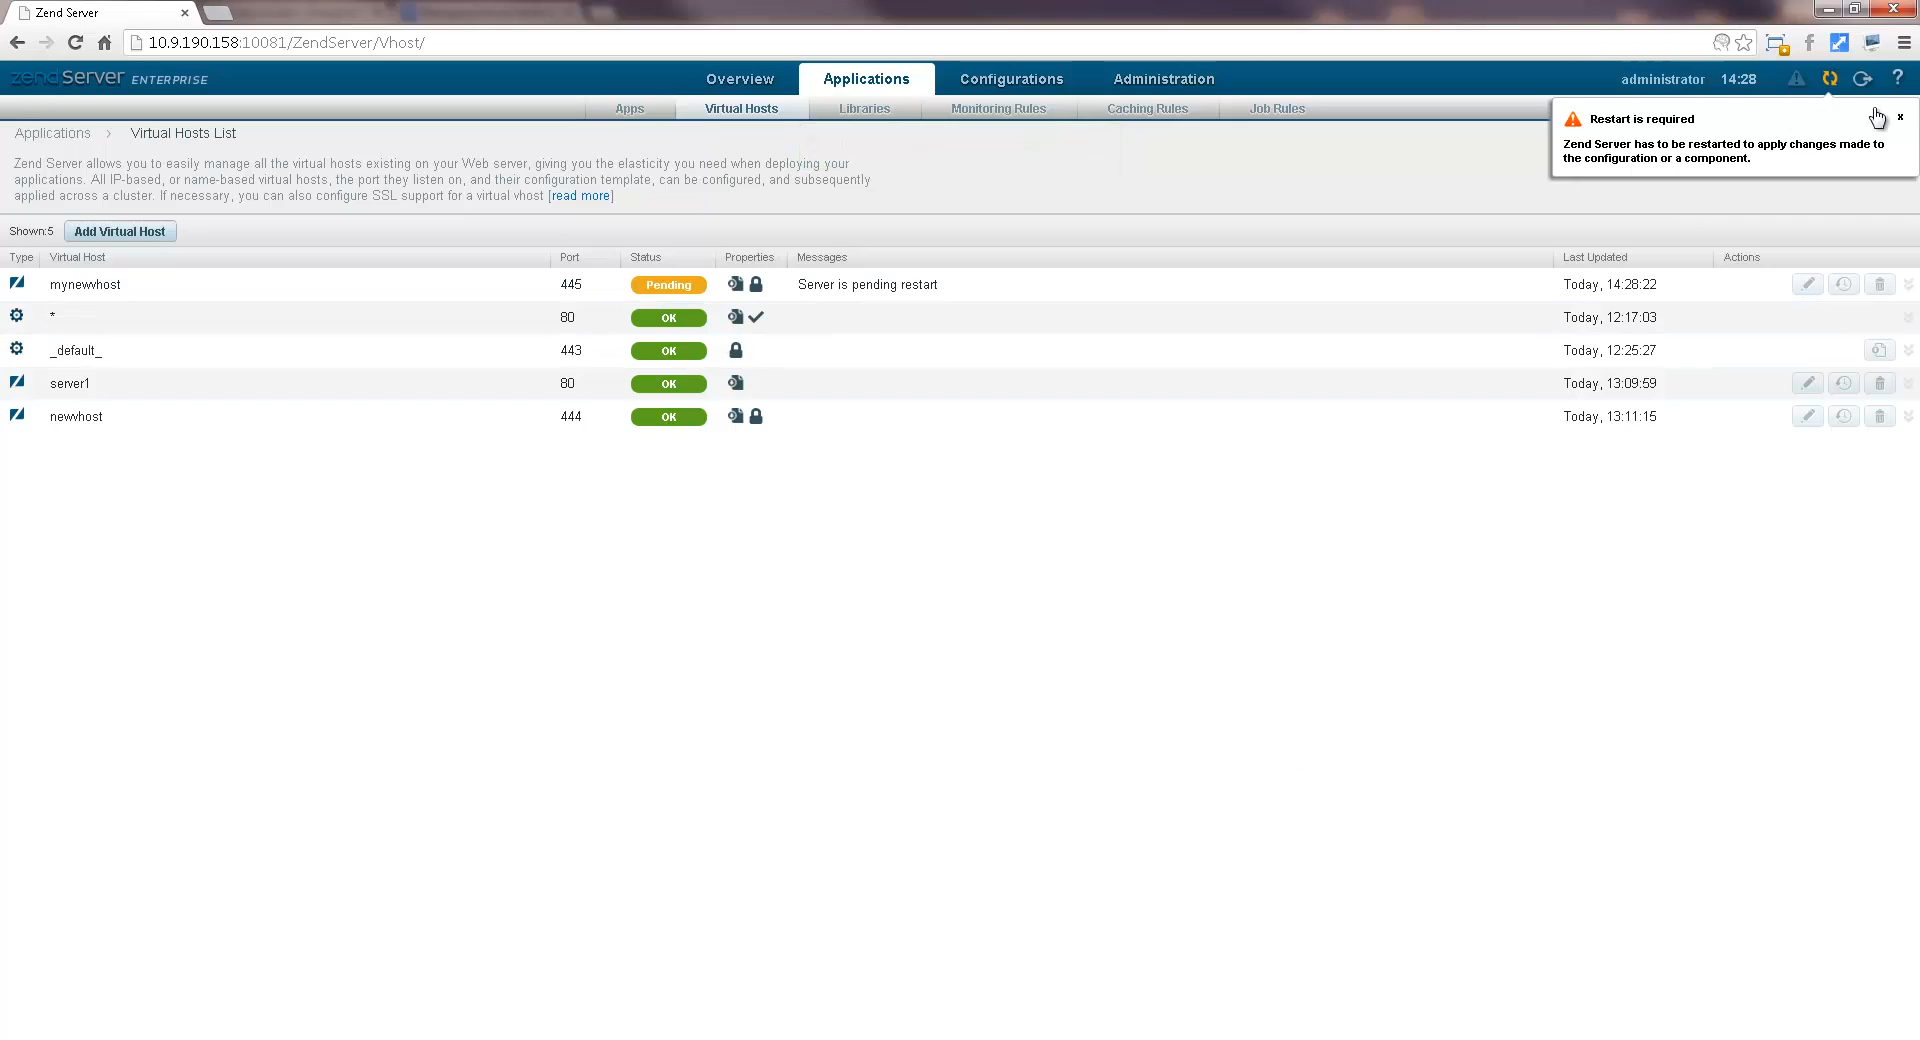 Zend Server
10.9.190.158:10081/ZendServer/Vhost/
zend Server ENTERPRISE
Overview
Applications
Configurations
Administration
administrator 14:28
Apps
Virtual Hosts
Libraries
Monitoring Rules
Caching Rules
Job Rules
Applications > Virtual Hosts List
Restart is required
x
Zend Server has to be restarted to apply changes made to
the configuration or a component.
Zend Server allows you to easily manage all the virtual hosts existing on your Web server, giving you the elasticity you need when deploying your
applications. All IP-based, or name-based virtual hosts, the port they listen on, and their configuration template, can be configured, and subsequently
applied across a cluster. If necessary, you can also configure SSL support for a virtual vhost [read more]
Shown:5 Add Virtual Host
Type Virtual Host Port Status Properties Messages Last Updated Actions
mynewvhost 445 Pending Server is pending restart Today, 14:28:22
* 80 OK Today, 12:17:03
_default_ 443 OK Today, 12:25:27
server1 80 OK Today, 13:09:59
newvhost 444 OK Today, 13:11:15